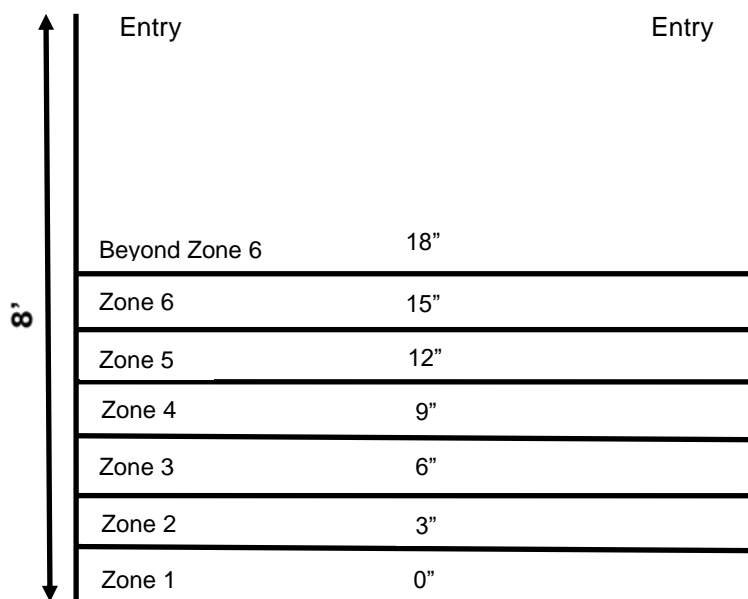 Entry Entry
Beyond Zone 6 18”
Zone 6 15”
8’
Zone 5 12”
Zone 4 9”
Zone 3 6”
Zone 2 3”
Zone 1 0”